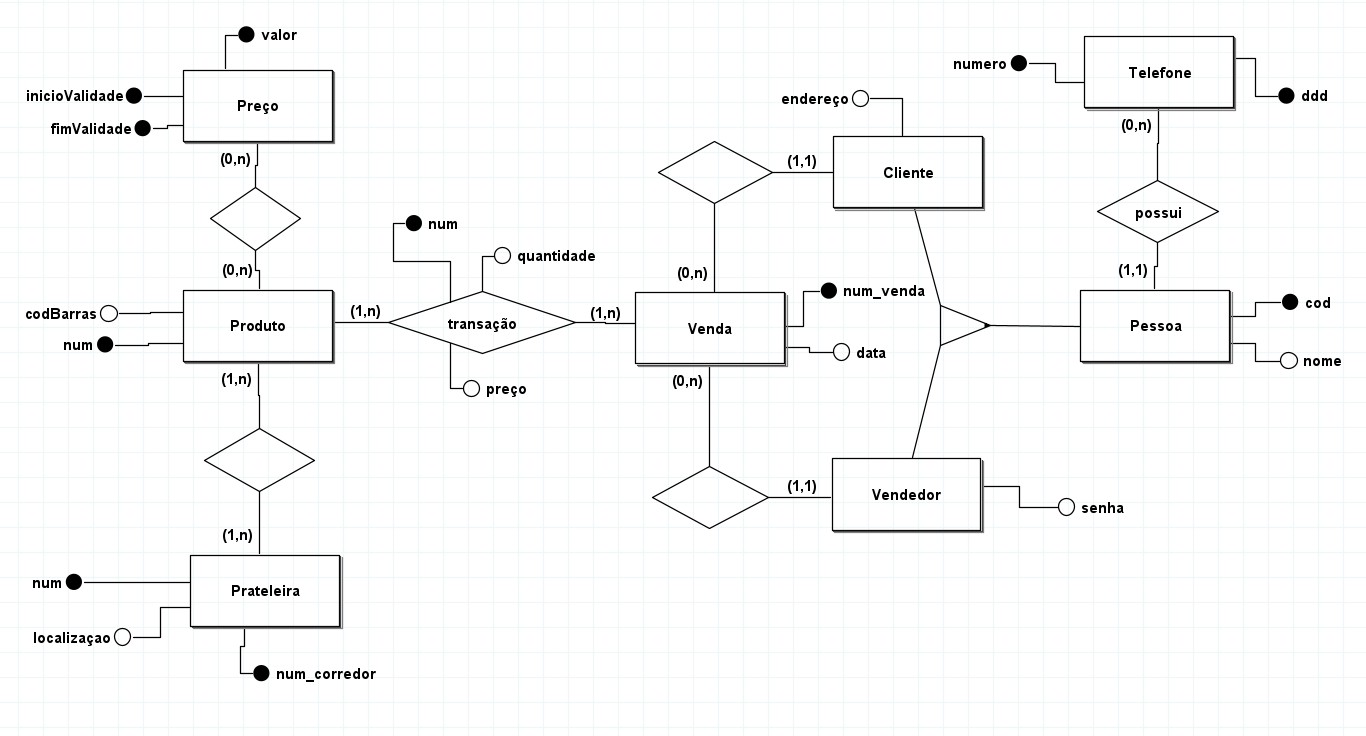 valor
inicioValidade
fimValidade
Preço
(0,n)
(0,n)
codBarras
num
Produto
(1,n)
(1,n)
num
quantidade
transação
preço
(1,n)
(1,n)
num
localizaçao
Prateleira
num_corredor
endereço
Cliente
(1,1)
(0,n)
Venda
num_venda
data
(0,n)
(1,1)
Vendedor
senha
numero
Telefone
ddd
(0,n)
possui
(1,1)
Pessoa
cod
nome